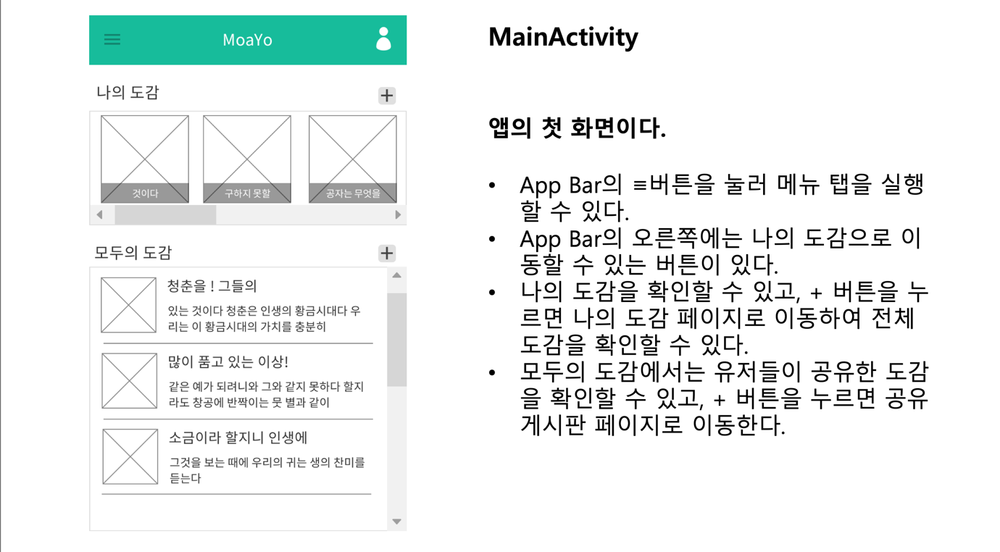 MoaYo
나의 도감
것이다
구하지 못할
공자는 무엇을
모두의 도감
청춘을 ! 그들의
있는 것이다 청춘은 인생의 황금시대다 우
리는 이 황금시대의 가치를 충분히
많이 품고 있는 이상!
같은 예가 되려니와 그와 같지 못하다 할지
라도 창공에 반짝이는 뭇 별과 같이
소금이라 할지니 인생에
그것을 보는 때에 우리의 귀는 생의 찬미를
듣는다
MainActivity
앱의 첫 화면이다.
• App Bar의 ≡버튼을 눌러 메뉴 탭을 실행
할 수 있다.
• App Bar의 오른쪽에는 나의 도감으로 이
동할 수 있는 버튼이 있다.
• 나의 도감을 확인할 수 있고, + 버튼을 누
르면 나의 도감 페이지로 이동하여 전체
도감을 확인할 수 있다.
• 모두의 도감에서는 유저들이 공유한 도감
을 확인할 수 있고, + 버튼을 누르면 공유
게시판 페이지로 이동한다.